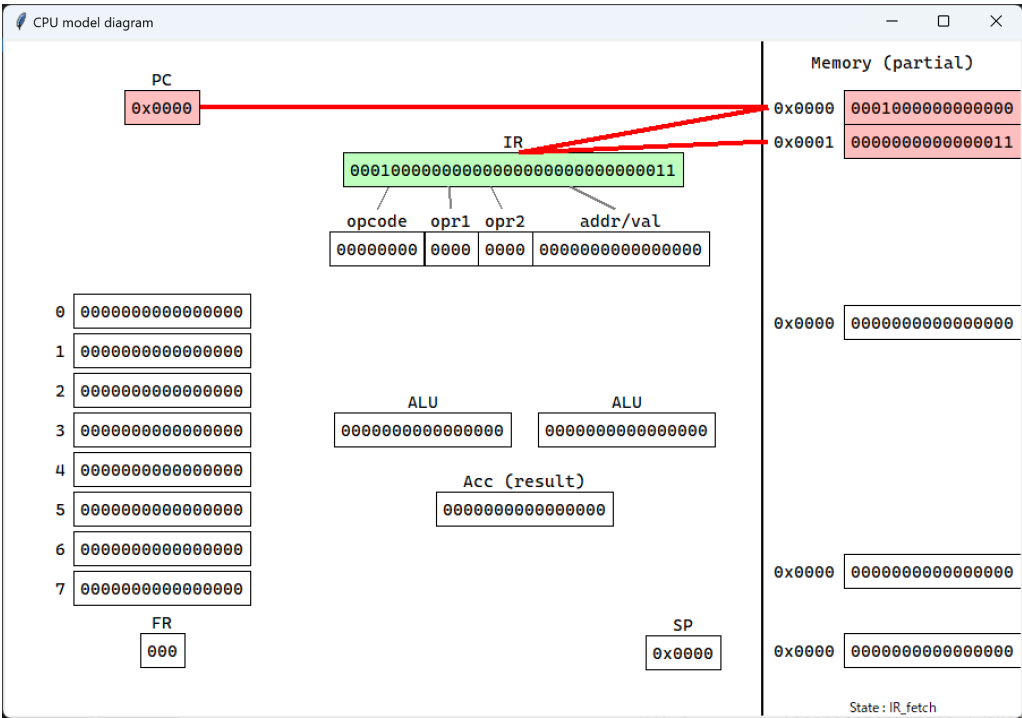 CPU model diagram
Memory (partial)
PC
0x0000
0x0000 0001000000000000
0x0001 0000000000000011
IR
00010000000000000000000000000011
opcode opr1 opr2 addr/val
00000000 0000 0000 0000000000000000
0 0000000000000000
0x0000 0000000000000000
1 0000000000000000
2 0000000000000000
ALU ALU
3 0000000000000000
0000000000000000 0000000000000000
4 0000000000000000
Acc (result)
5 0000000000000000
0000000000000000
6 0000000000000000
0x0000 0000000000000000
7 0000000000000000
FR
000
SP
0x0000
0x0000 0000000000000000
State : IR_fetch